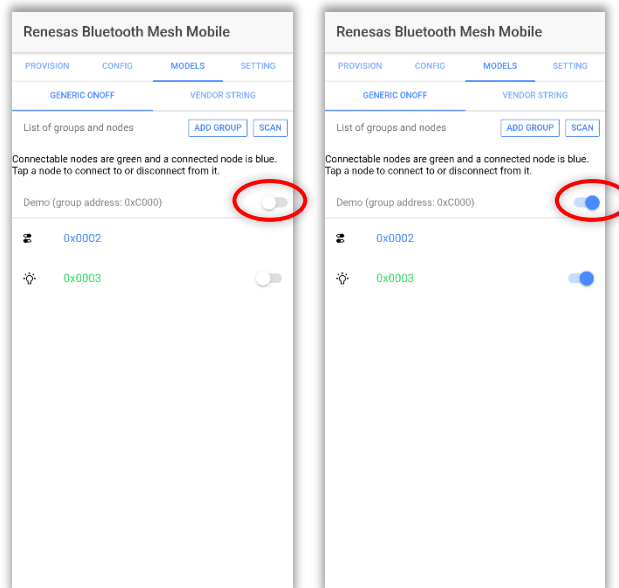 Renesas Bluetooth Mesh Mobile
PROVISION CONFIG MODELS SETTING
GENERIC ONOFF VENDOR STRING
List of groups and nodes ADD GROUP SCAN
Connectable nodes are green and a connected node is blue.
Tap a node to connect to or disconnect from it.
Demo (group address: 0xC000)
0x0002
0x0003
Renesas Bluetooth Mesh Mobile
PROVISION CONFIG MODELS SETTING
GENERIC ONOFF VENDOR STRING
List of groups and nodes ADD GROUP SCAN
Connectable nodes are green and a connected node is blue.
Tap a node to connect to or disconnect from it.
Demo (group address: 0xC000)
0x0002
0x0003